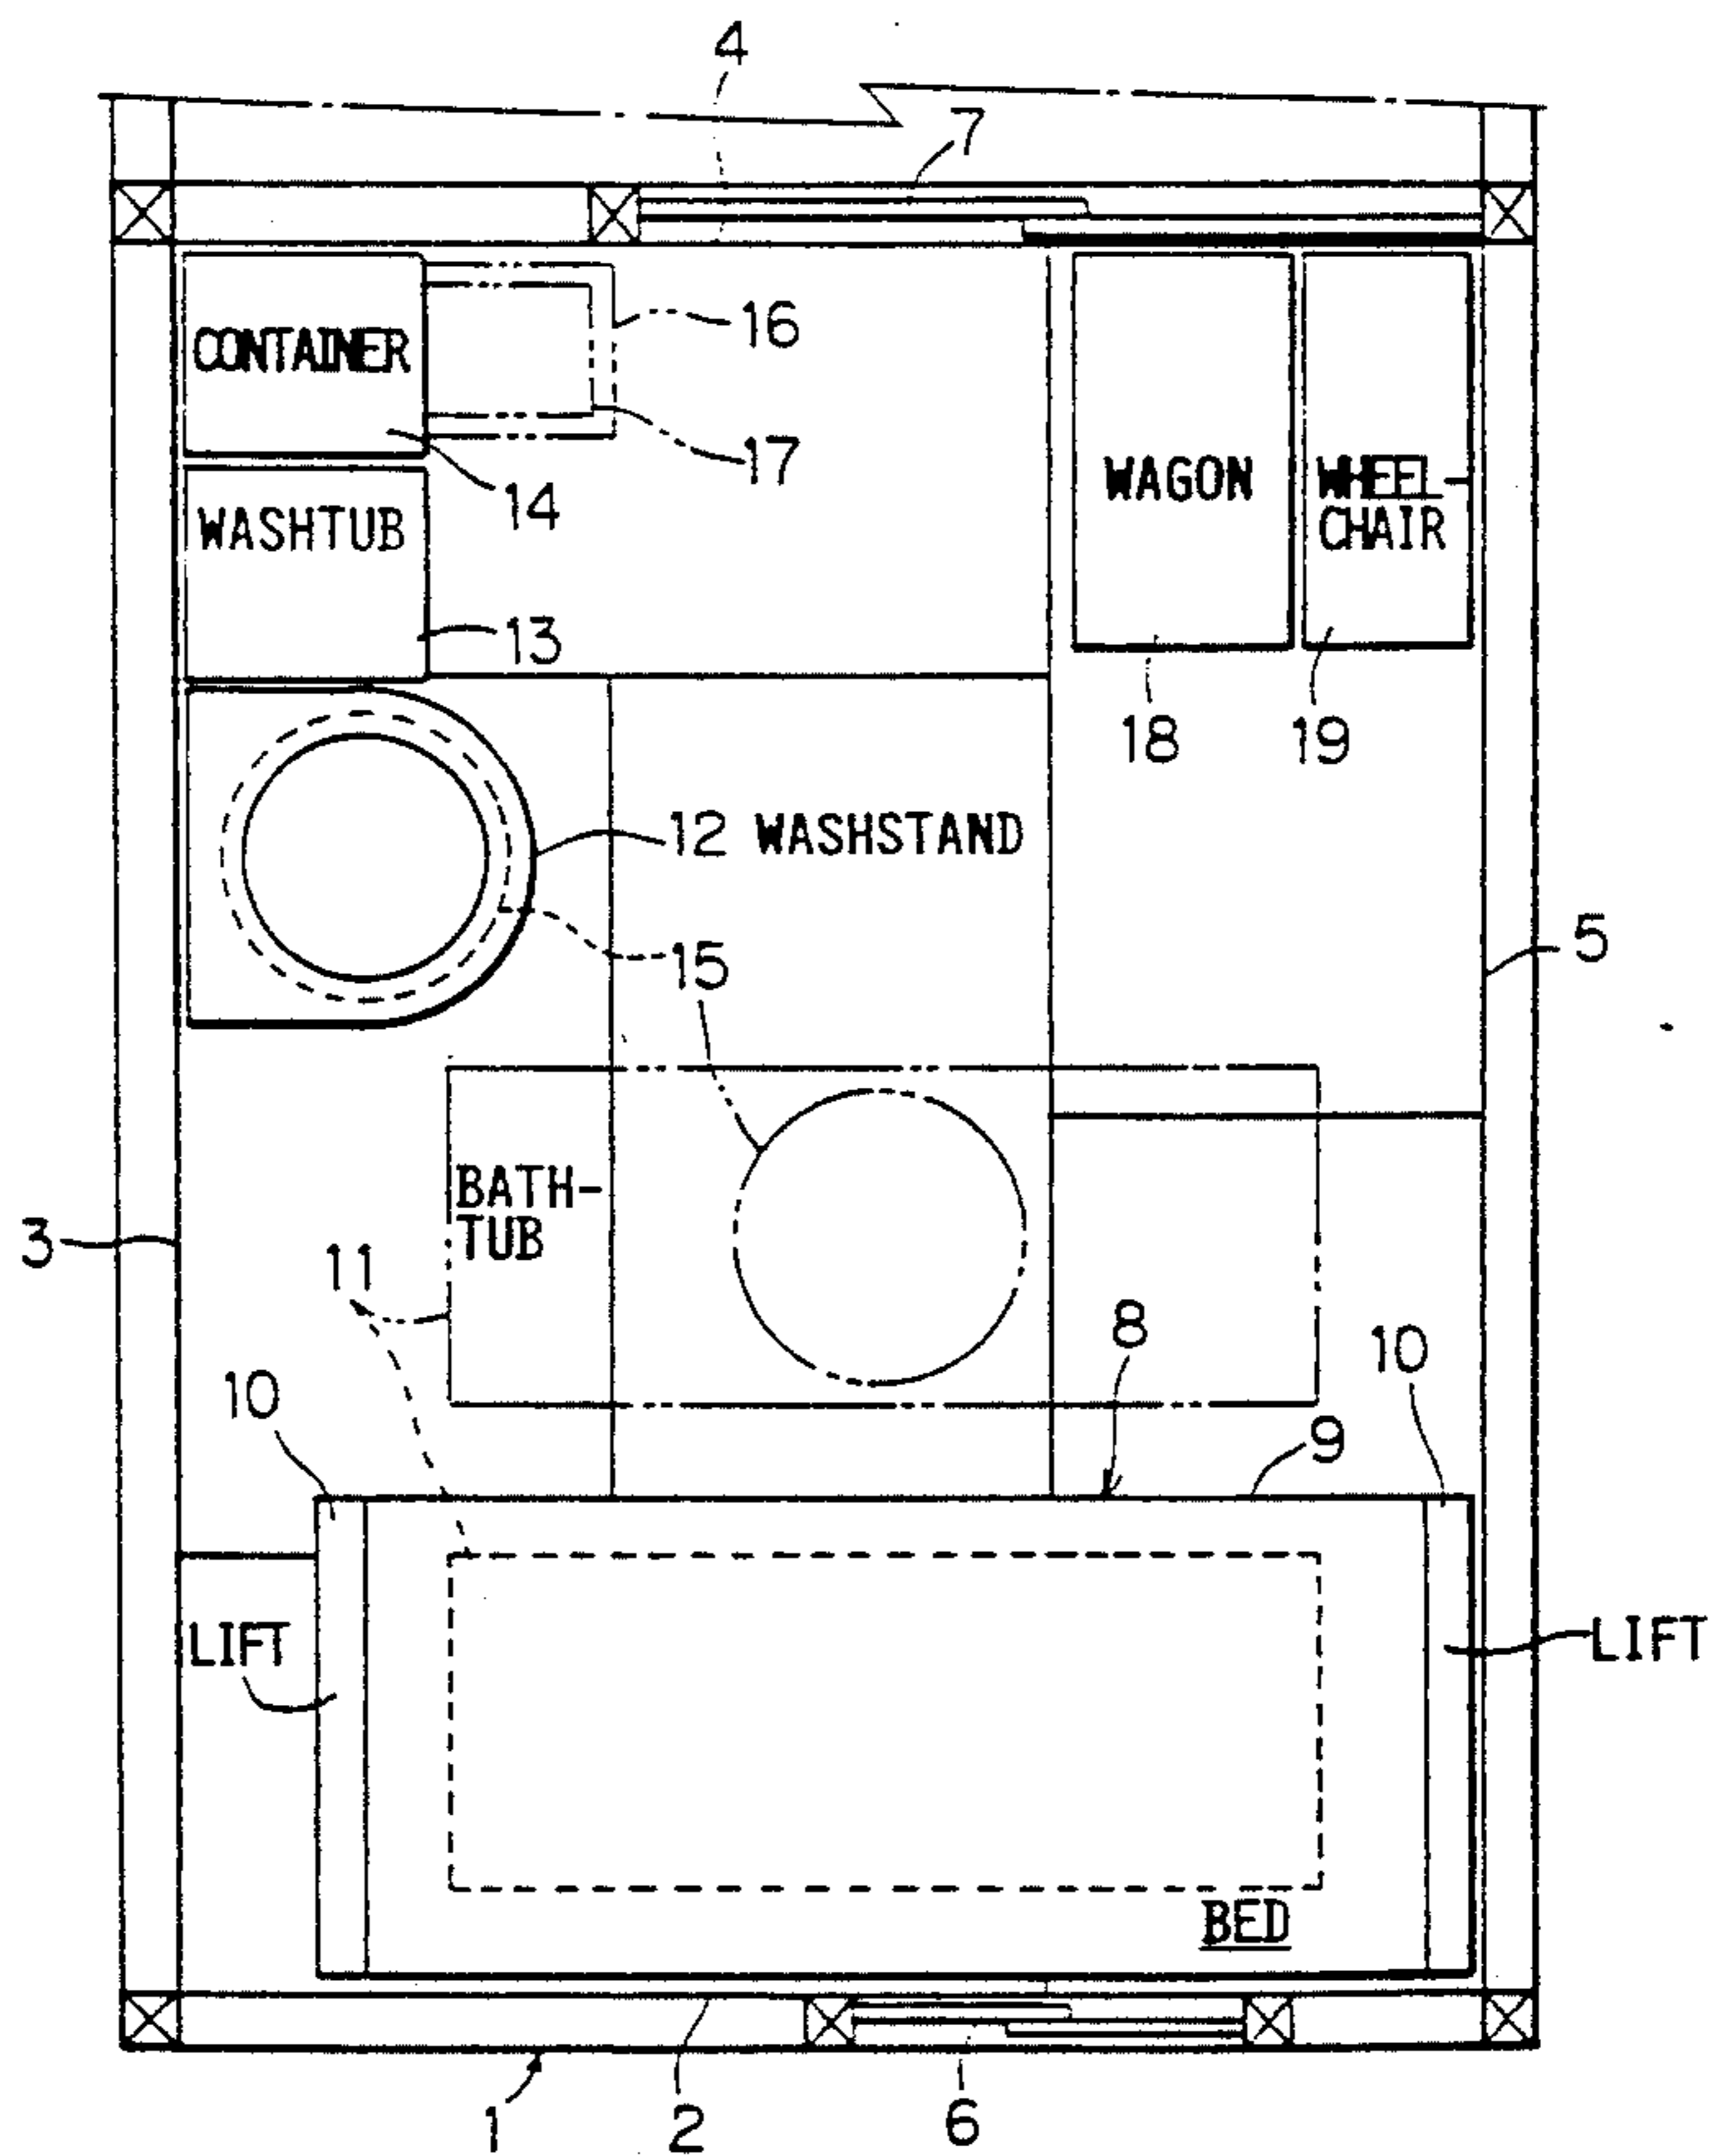 4
7
CONTAINER
16
17
14
WAGON
WHEEL-
CHAIR
WASHTUB
13
18
19
12 WASHSTAND
15
5
BATH-
TUB
3
11
8
10
10
9
LIFT
LIFT
BED
1
2
6